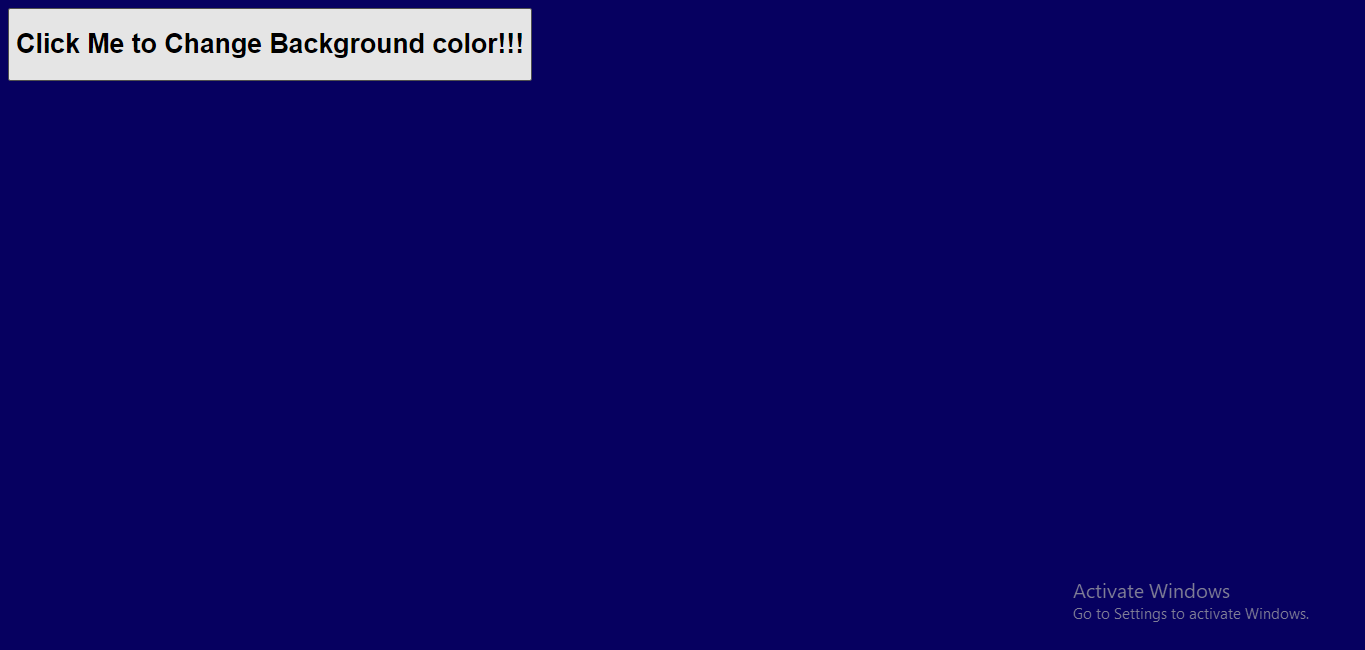 Click Me to Change Background color!!!
Activate Windows
Go to Settings to activate Windows.